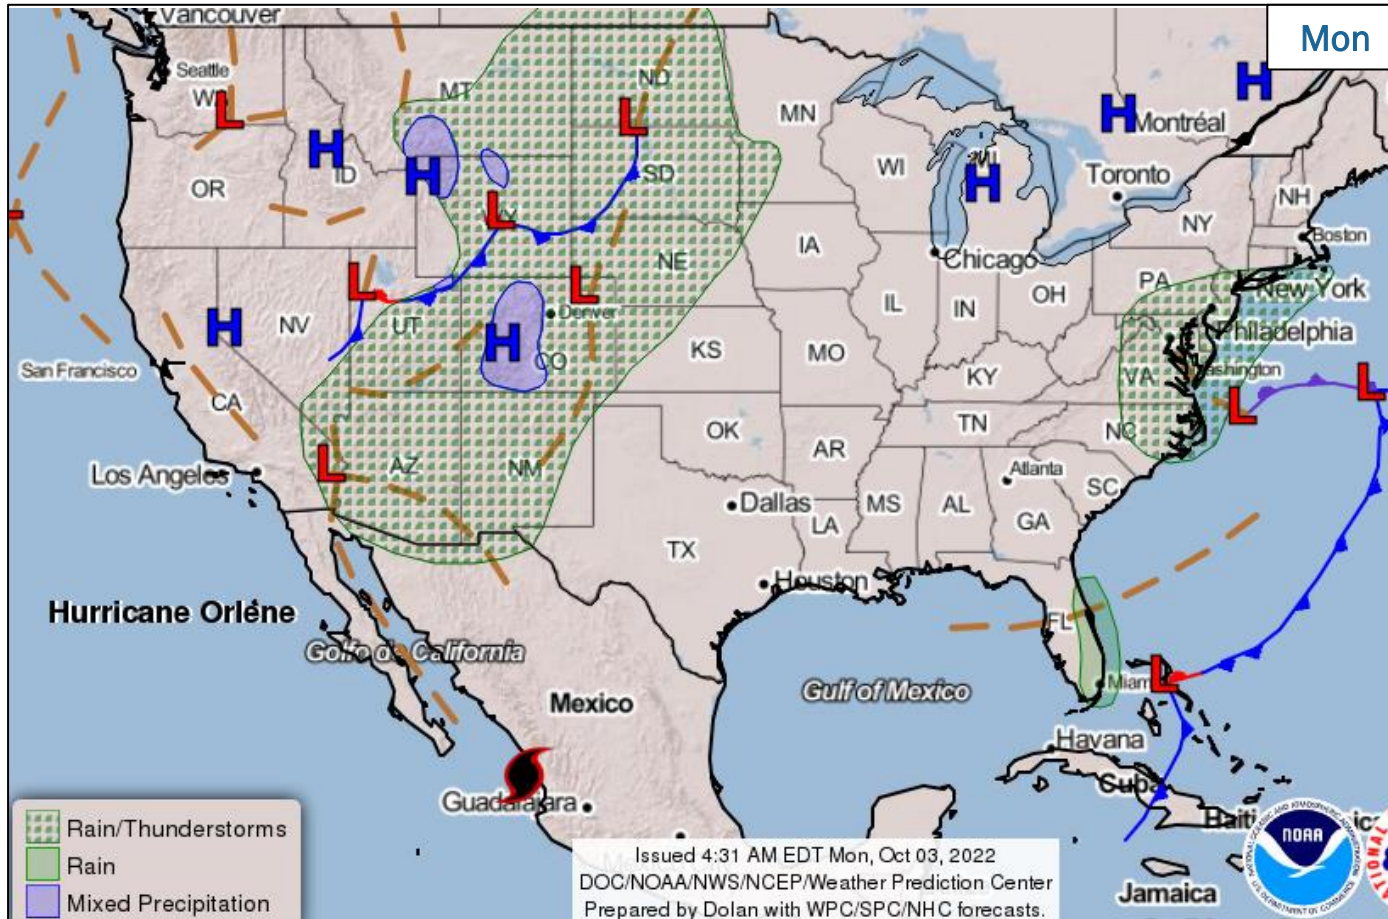 Mon
Vancouver
Seattle
MT
ND
MN
Montréal
L
H
H
H
L
H
ID
OR
SD
WI
H
Toronto
NH
NY
L
IA
Boston
NE
Chicago
PA
L
L
New York
H
NV
UT
Denver
IL
IN
OH
Philadelphia
H
CO
KS
MO
San Francisco
KY
VA
Washington
L
L
CA
OK
TN
NC
L
AZ
NM
AR
Atlanta
Los Angeles
Dallas
MS
AL
SC
LA
GA
TX
Houston
Hurricane Orlene
FL
Golfo de California
L
Miami
Mexico
Gulf of Mexico
Havana
Cuba
Guadalajara
Haiti
Rain/Thunderstorms
Rain
Mixed Precipitation
Issued 4:31 AM EDT Mon, Oct 03, 2022
DOC/NOAA/NWS/NCEP/Weather Prediction Center
Prepared by Dolan with WPC/SPC/NHC forecasts.
NOAA
Jamaica